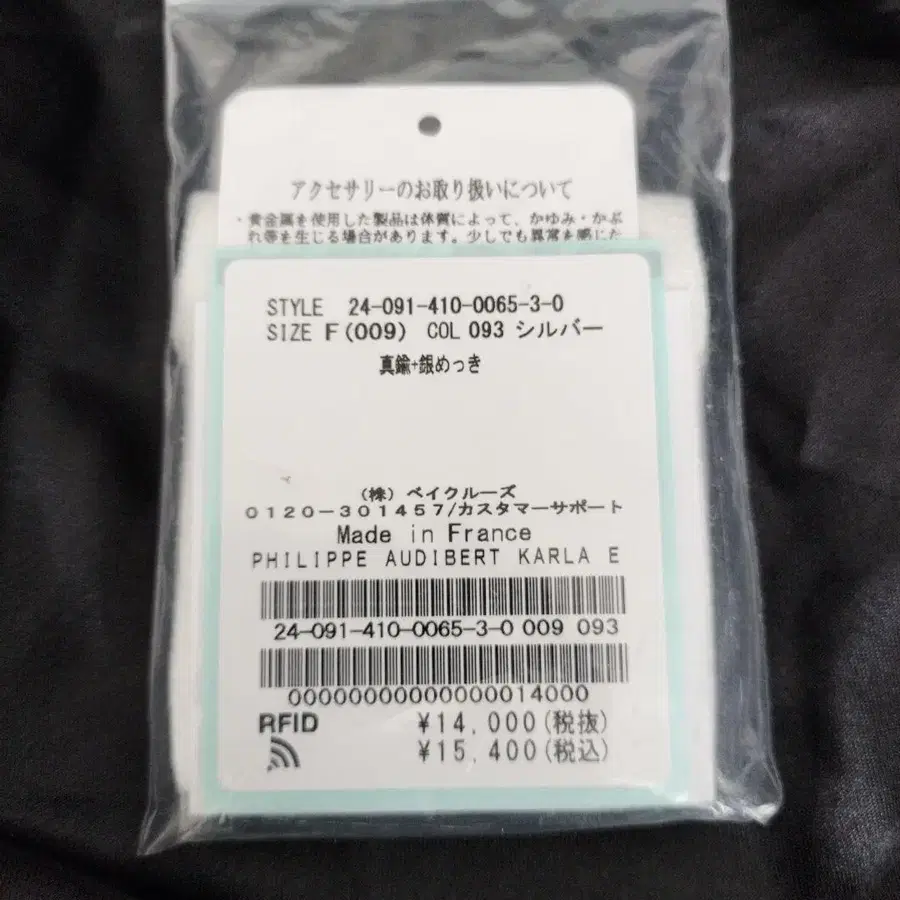 アクセサリーのお取り扱いについて
・貴金属を使用した製品は体質によって、かゆみ・かぶ
れ等を生じる場合があります。少しでも異常を感じた
STYLE 24-091-410-0065-3-0
SIZE F(009) COL 093 シルバー
真鍮+銀めっき
(株) ベイクルーズ
0120-301457/カスタマーサポート
Made in France
PHILIPPE AUDIBERT KARLA E
24-091-410-0065-3-0 009 093
00000000000000014000
RFID
¥14,000(税抜)
¥15,400(税込)